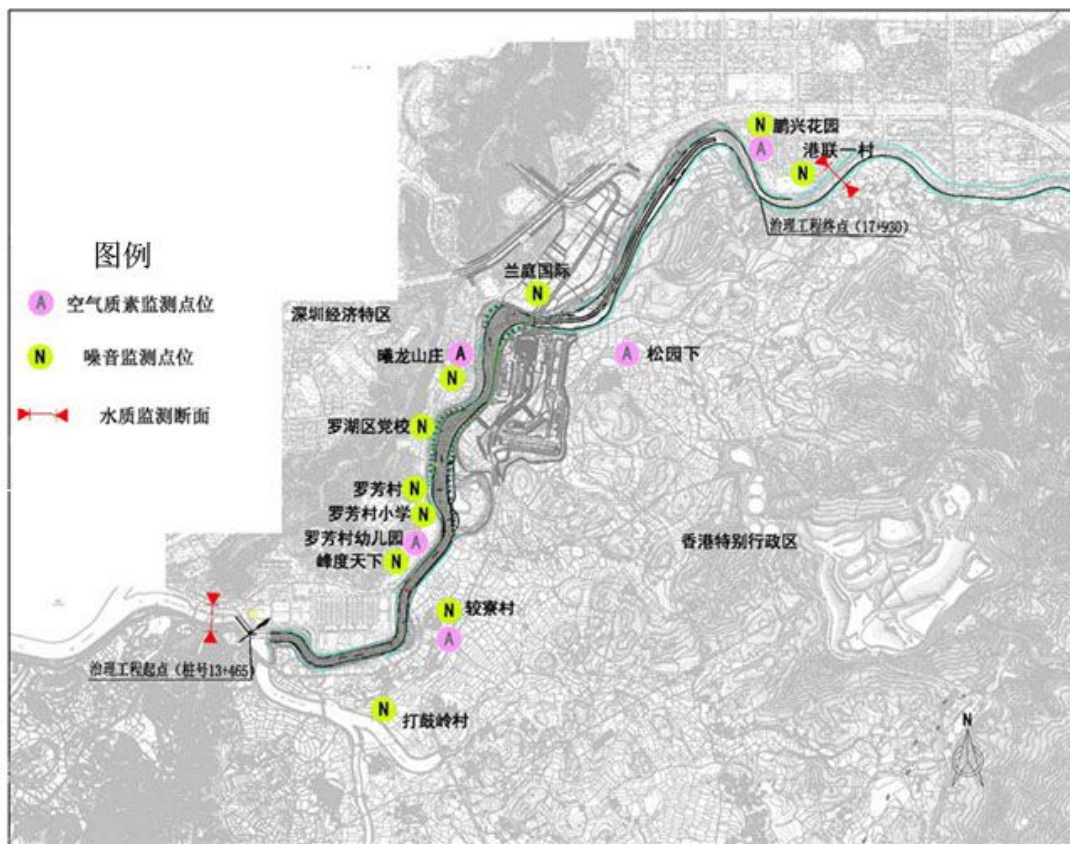 N
鹏兴花园
A
港联一村
N
治理工程终点（17+930）
图例
兰庭国际
N
A
空气质素监测点位
深圳经济特区
N
噪音监测点位
曦龙山庄
A
N
A
松园下
水质监测断面
罗湖区党校
N
罗芳村
N
罗芳村小学
N
罗芳村幼儿园
A
峰度天下
N
香港特别行政区
较寮村
N
A
治理工程起点（桩号13+465）
N
打鼓岭村
N